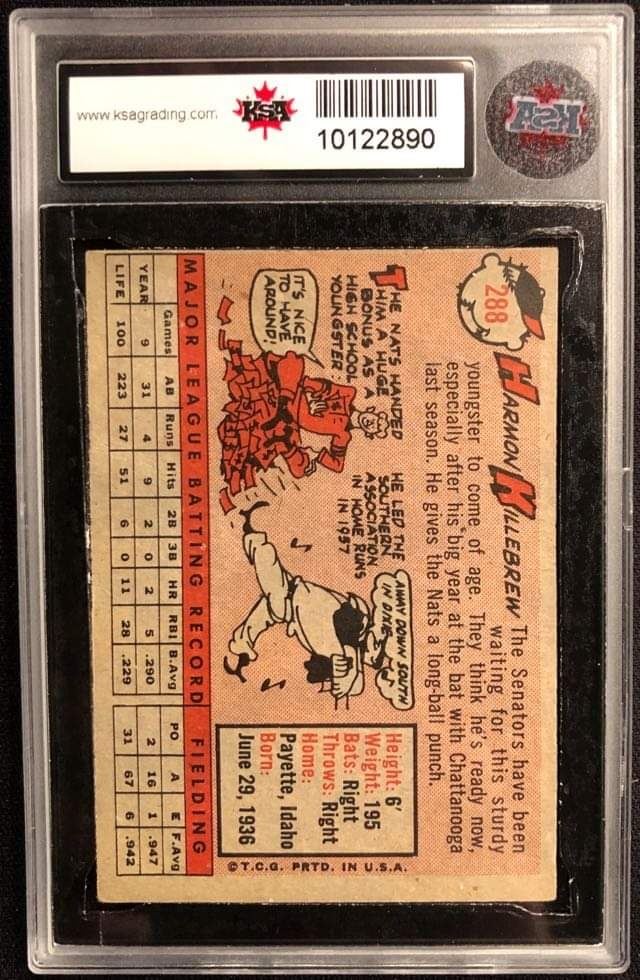 www.ksagrading.com
KSA
10122890
KSA
288
HARMON KILLEBREW
The Senators have been
waiting for this sturdy
youngster to come of age. They think he's ready now,
especially after his big year at the bat with Chattanooga
last season. He gives the Nats a long-ball punch.
THE NATS HANDED
HIM A HUGE
BONUS AS A
HIGH SCHOOL
YOUNGSTER.
IT'S NICE
TO HAVE
AROUND!
HE LED THE
SOUTHERN
ASSOCIATION
IN HOME RUNS
IN 1957
AWAY DOWN SOUTH
IN DIXIE
Height: 6'
Weight: 195
Bats: Right
Throws: Right
Home:
Payette, Idaho
Born:
June 29, 1936
©T.C.G. PRTD. IN U.S.A.
MAJOR LEAGUE BATTING RECORD FIELDING
Games AB Runs Hits 2B 3B HR RBI B.Avg PO A E F.Avg
YEAR 9 31 4 9 2 0 2 5 .290 2 16 1 .947
LIFE 100 223 27 51 6 0 11 28 .229 31 67 6 .942